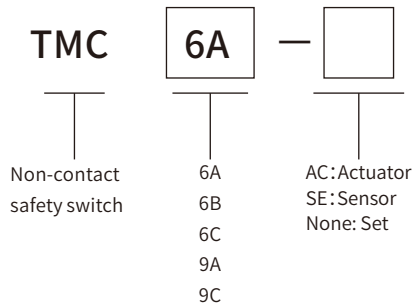 TMC 6A —
Non-contact
safety switch
6A
6B
6C
9A
9C
AC:Actuator
SE:Sensor
None: Set